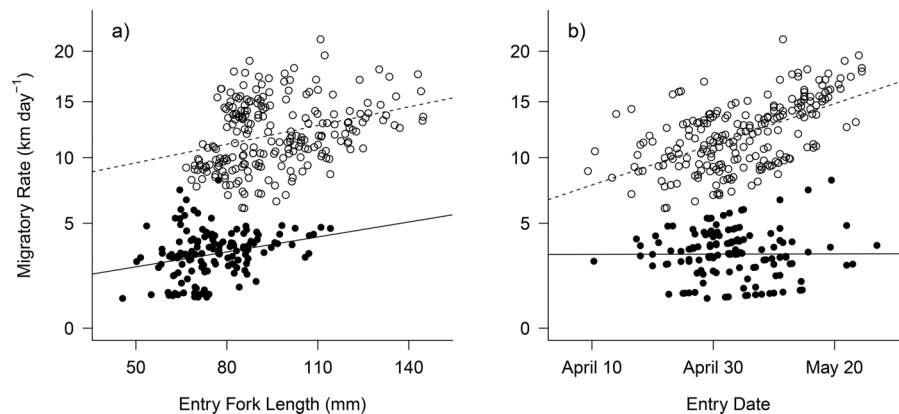 a)
Migratory Rate (km day⁻¹)
20
15
10
5
0
50 80 110 140
Entry Fork Length (mm)
b)
20
15
10
5
0
April 10 April 30 May 20
Entry Date